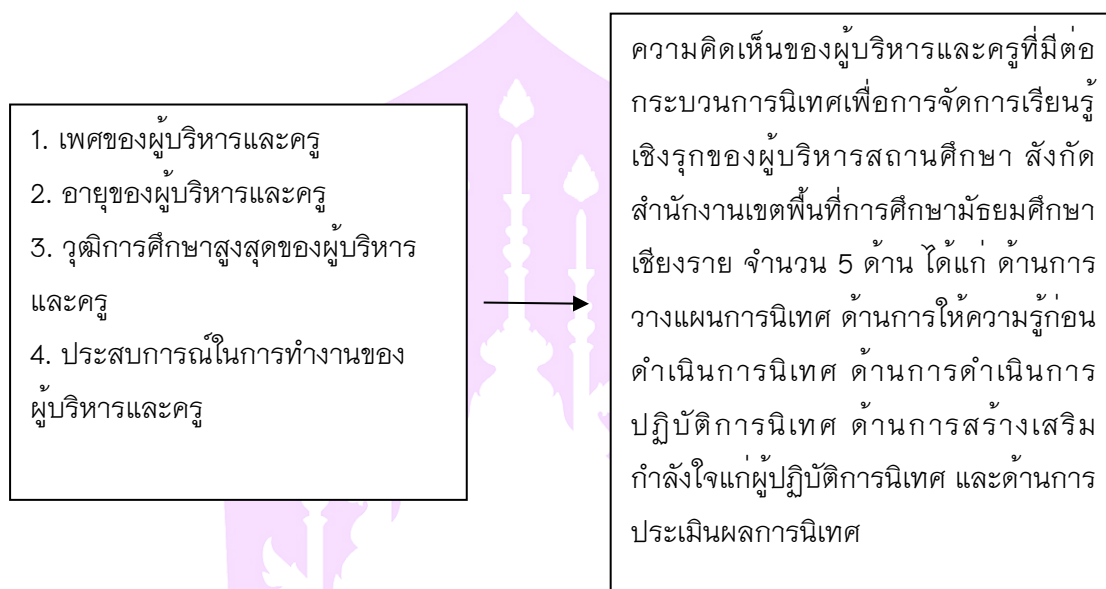 1. เพศของผู้บริหารและครู
2. อายุของผู้บริหารและครู
3. วุฒิการศึกษาสูงสุดของผู้บริหาร
และครู
4. ประสบการณ์ในการทำงานของ
ผู้บริหารและครู
ความคิดเห็นของผู้บริหารและครูที่มีต่อ
กระบวนการนิเทศเพื่อการจัดการเรียนรู้
เชิงรุกของผู้บริหารสถานศึกษา สังกัด
สำนักงานเขตพื้นที่การศึกษามัธยมศึกษา
เชียงราย จำนวน 5 ด้าน ได้แก่ ด้านการ
วางแผนการนิเทศ ด้านการให้ความรู้ก่อน
ดำเนินการนิเทศ ด้านการดำเนินการ
ปฏิบัติการนิเทศ ด้านการสร้างเสริม
กำลังใจแก่ผู้ปฏิบัติการนิเทศ และด้านการ
ประเมินผลการนิเทศ